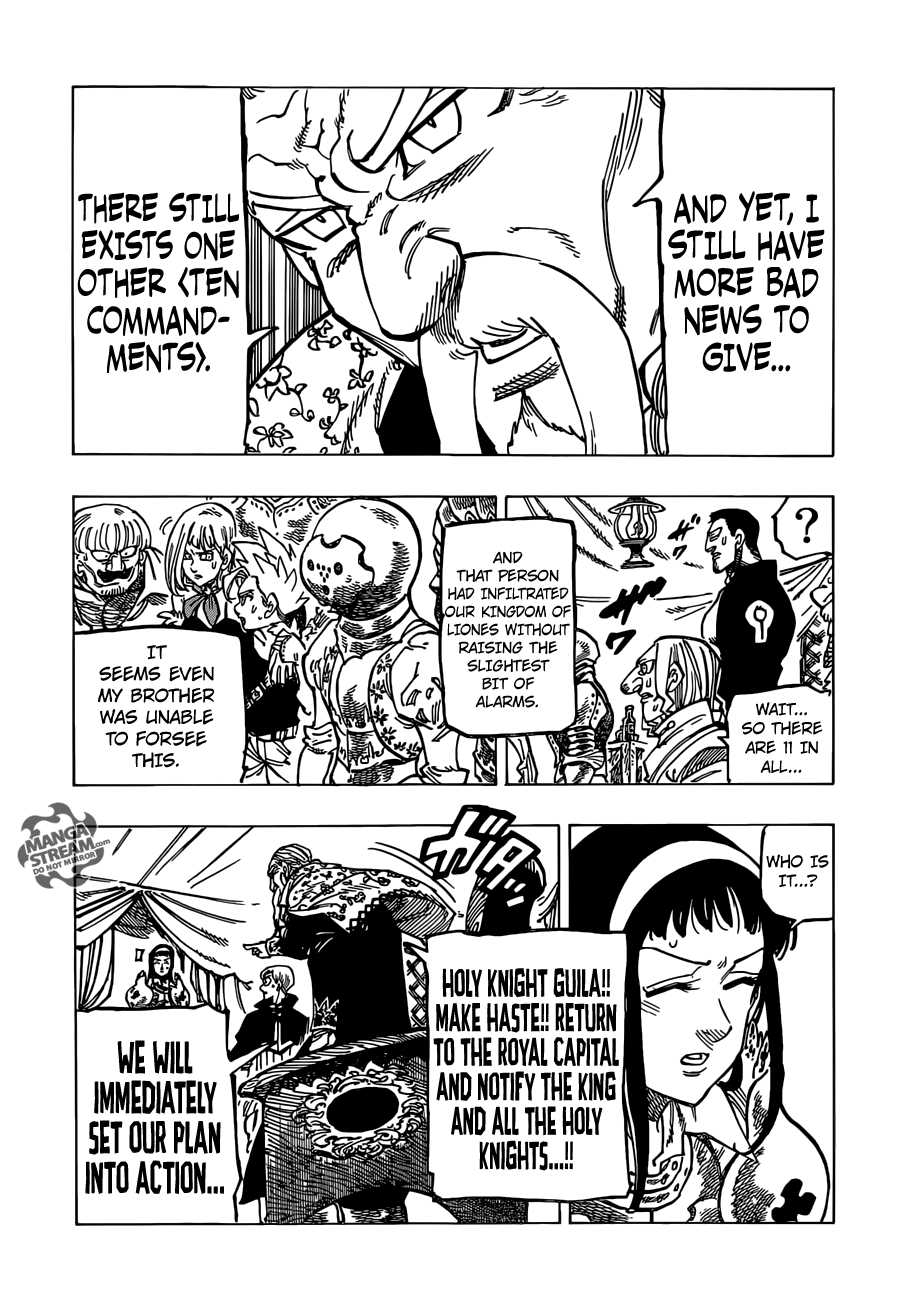 AND YET, I
STILL HAVE
MORE BAD
NEWS TO
GIVE...
THERE STILL
EXISTS ONE
OTHER <TEN
COMMAND-
MENTS>.
?
WAIT...
SO THERE
ARE 11 IN
ALL...
AND
THAT PERSON
HAD INFILTRATED
OUR KINGDOM OF
LIONES WITHOUT
RAISING THE
SLIGHTEST
BIT OF
ALARMS.
IT
SEEMS EVEN
MY BROTHER
WAS UNABLE
TO FORSEE
THIS.
WHO IS
IT...?
ガタ
HOLY KNIGHT GUILA!!
MAKE HASTE!! RETURN
TO THE ROYAL CAPITAL
AND NOTIFY THE KING
AND ALL THE HOLY
KNIGHTS...!!
WE WILL
IMMEDIATELY
SET OUR PLAN
INTO ACTION...
MANGA
STREAM.com
DO NOT MIRROR